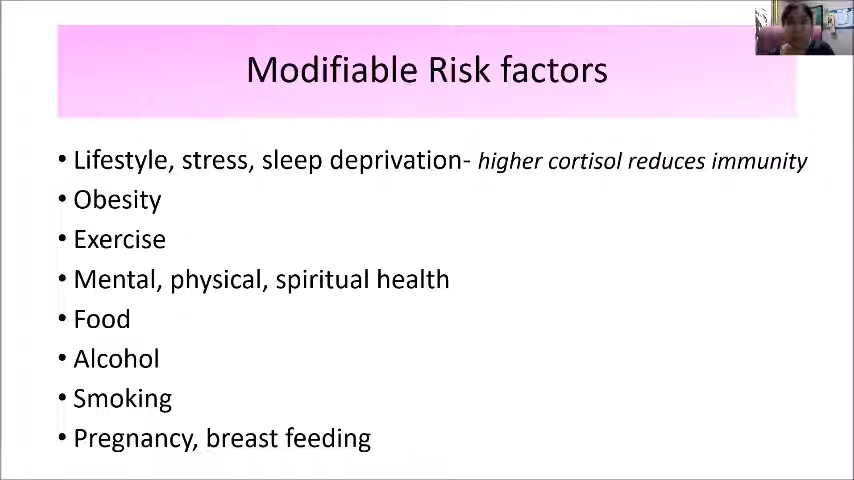 Modifiable Risk factors
• Lifestyle, stress, sleep deprivation- higher cortisol reduces immunity
• Obesity
• Exercise
• Mental, physical, spiritual health
• Food
• Alcohol
• Smoking
• Pregnancy, breast feeding